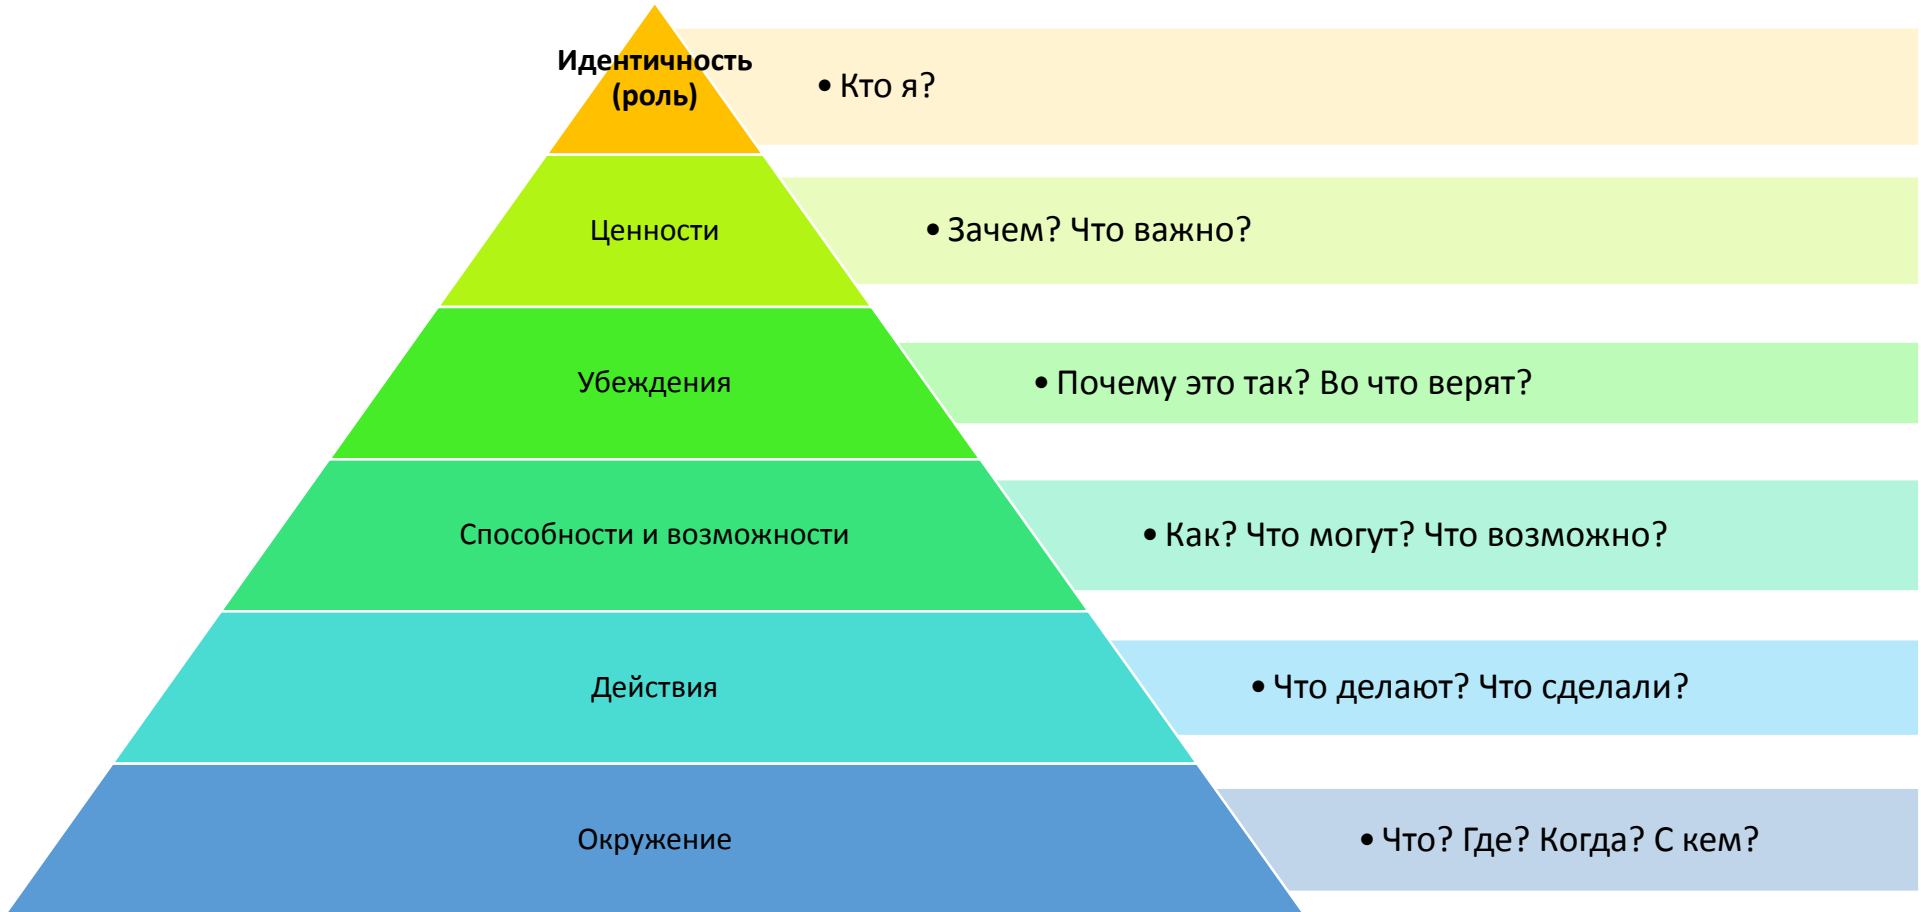 Идентичность
(роль)
• Кто я?
Ценности
• Зачем? Что важно?
Убеждения
• Почему это так? Во что верят?
Способности и возможности
• Как? Что могут? Что возможно?
Действия
• Что делают? Что сделали?
Окружение
• Что? Где? Когда? С кем?